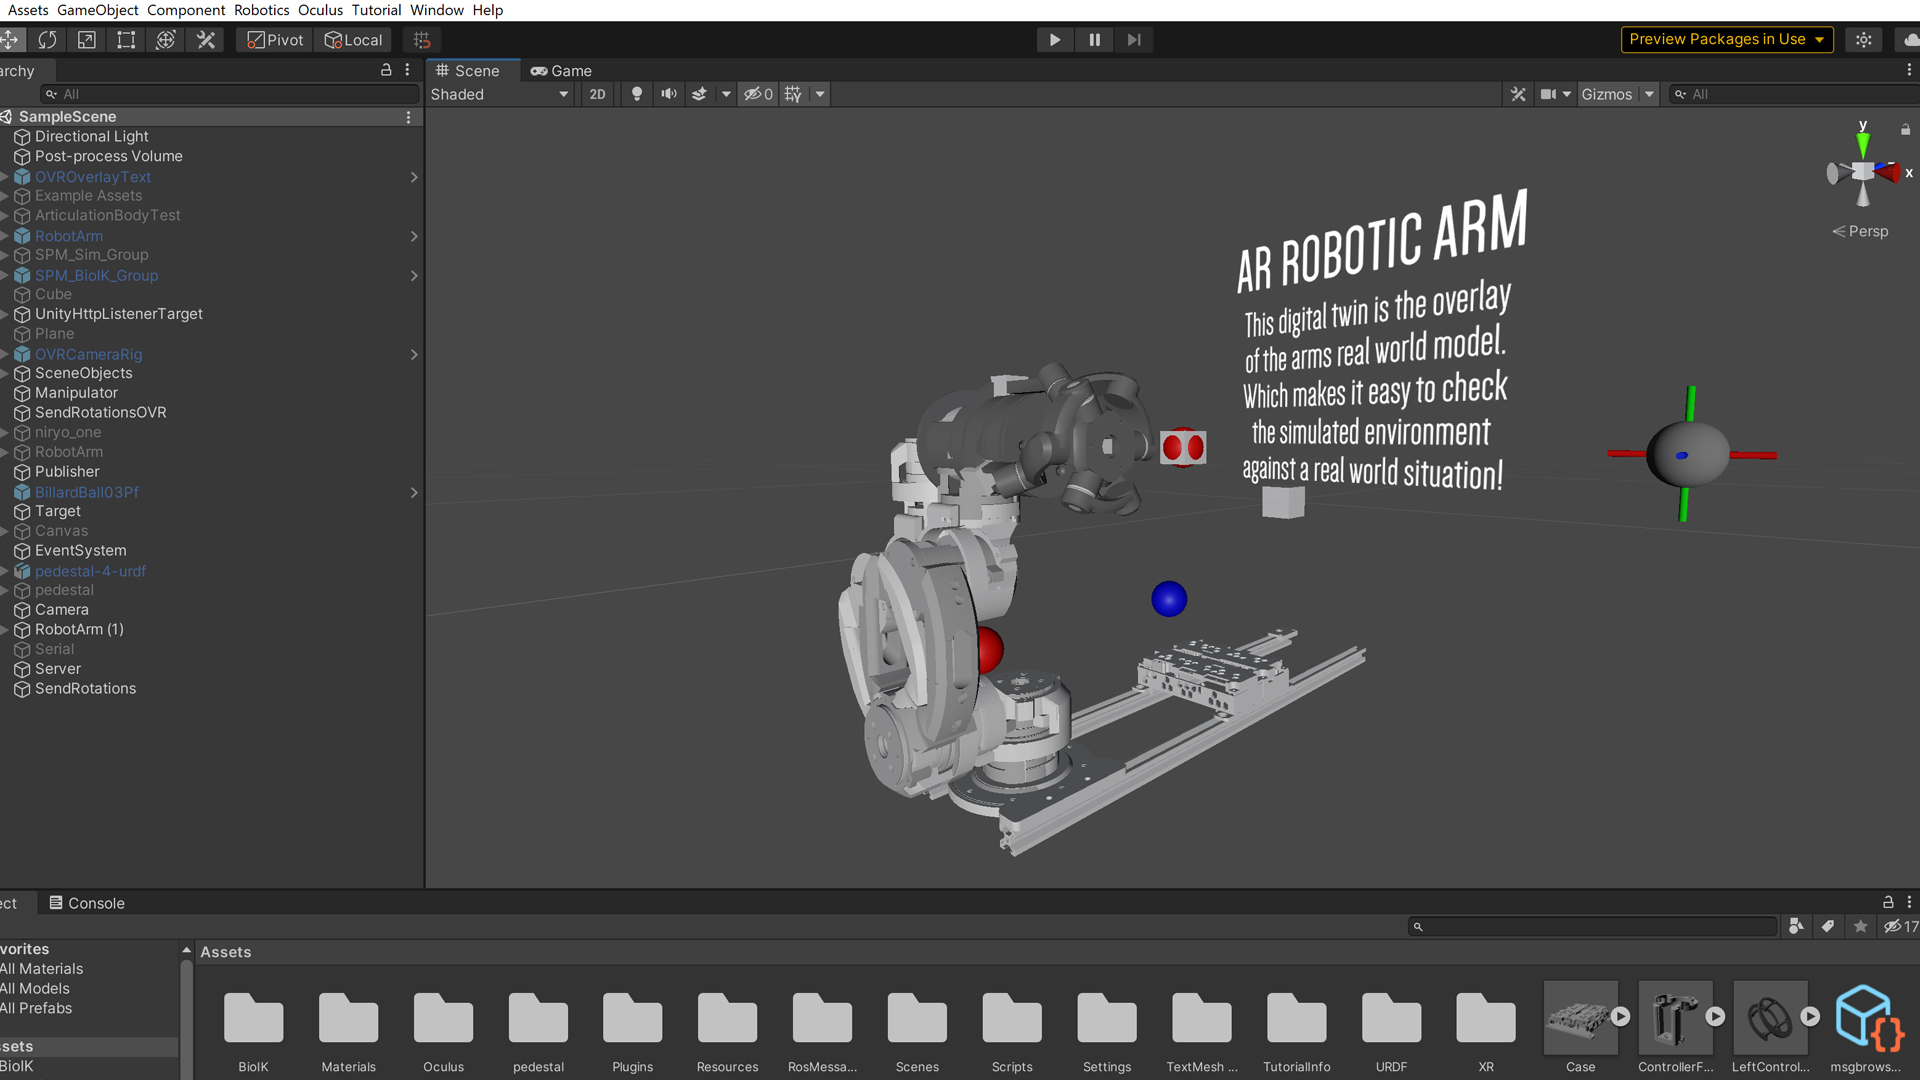 Assets GameObject Component Robotics Oculus Tutorial Window Help
Pivot Local
Preview Packages in Use
archy
All
Scene Game
Shaded 2D 0 Gizmos All
SampleScene
Directional Light
Post-process Volume
OVROverlayText
Example Assets
ArticulationBodyTest
RobotArm
SPM_Sim_Group
SPM_BioIK_Group
Cube
UnityHttpListenerTarget
Plane
OVRCameraRig
SceneObjects
Manipulator
SendRotationsOVR
niryo_one
RobotArm
Publisher
BillardBall03Pf
Target
Canvas
EventSystem
pedestal-4-urdf
pedestal
Camera
RobotArm (1)
Serial
Server
SendRotations
y
x
Persp
AR ROBOTIC ARM
This digital twin is the overlay
of the arms real world model.
Which makes it easy to check
the simulated environment
against a real world situation!
ect Console
17
vorites
All Materials
All Models
All Prefabs
ssets
BioIK
Assets
BioIK Materials Oculus pedestal Plugins Resources RosMessa... Scenes Scripts Settings TextMesh ... TutorialInfo URDF XR Case ControllerF... LeftControl... msgbrows...